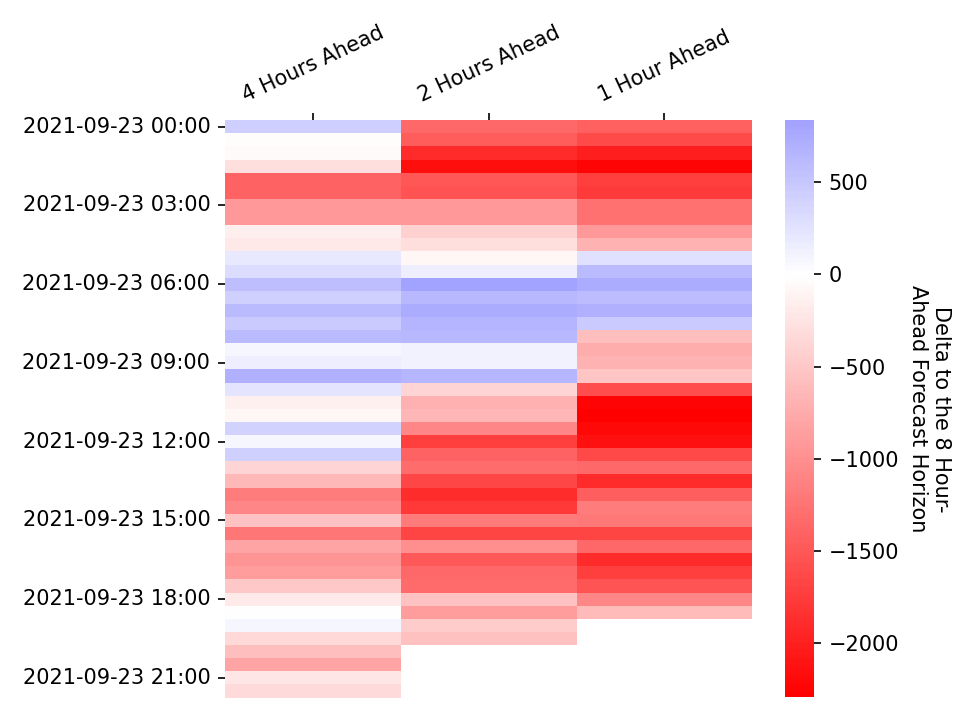 4 Hours Ahead
2 Hours Ahead
1 Hour Ahead
2021-09-23 00:00
2021-09-23 03:00
2021-09-23 06:00
2021-09-23 09:00
2021-09-23 12:00
2021-09-23 15:00
2021-09-23 18:00
2021-09-23 21:00
500
0
−500
−1000
−1500
−2000
Delta to the 8 Hour-
Ahead Forecast Horizon